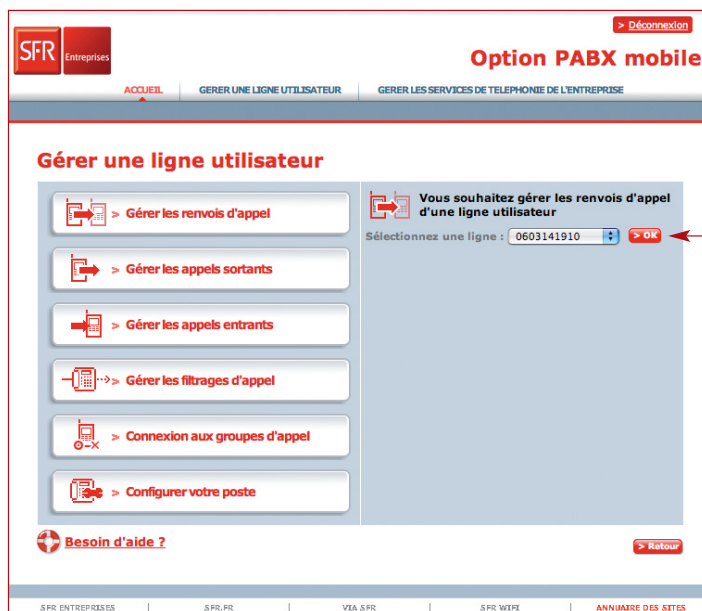 > Déconnexion
SFR Entreprises
Option PABX mobile
ACCUEIL GERER UNE LIGNE UTILISATEUR GERER LES SERVICES DE TELEPHONIE DE L'ENTREPRISE
Gérer une ligne utilisateur
> Gérer les renvois d'appel
> Gérer les appels sortants
> Gérer les appels entrants
> Gérer les filtrages d'appel
> Connexion aux groupes d'appel
> Configurer votre poste
Vous souhaitez gérer les renvois d'appel
d'une ligne utilisateur
Sélectionnez une ligne : 0603141910 > OK
Besoin d'aide ?
> Retour
SFR ENTREPRISES | SFR.FR | VIA SFR | SFR WIFI | ANNUAIRE DES SITES